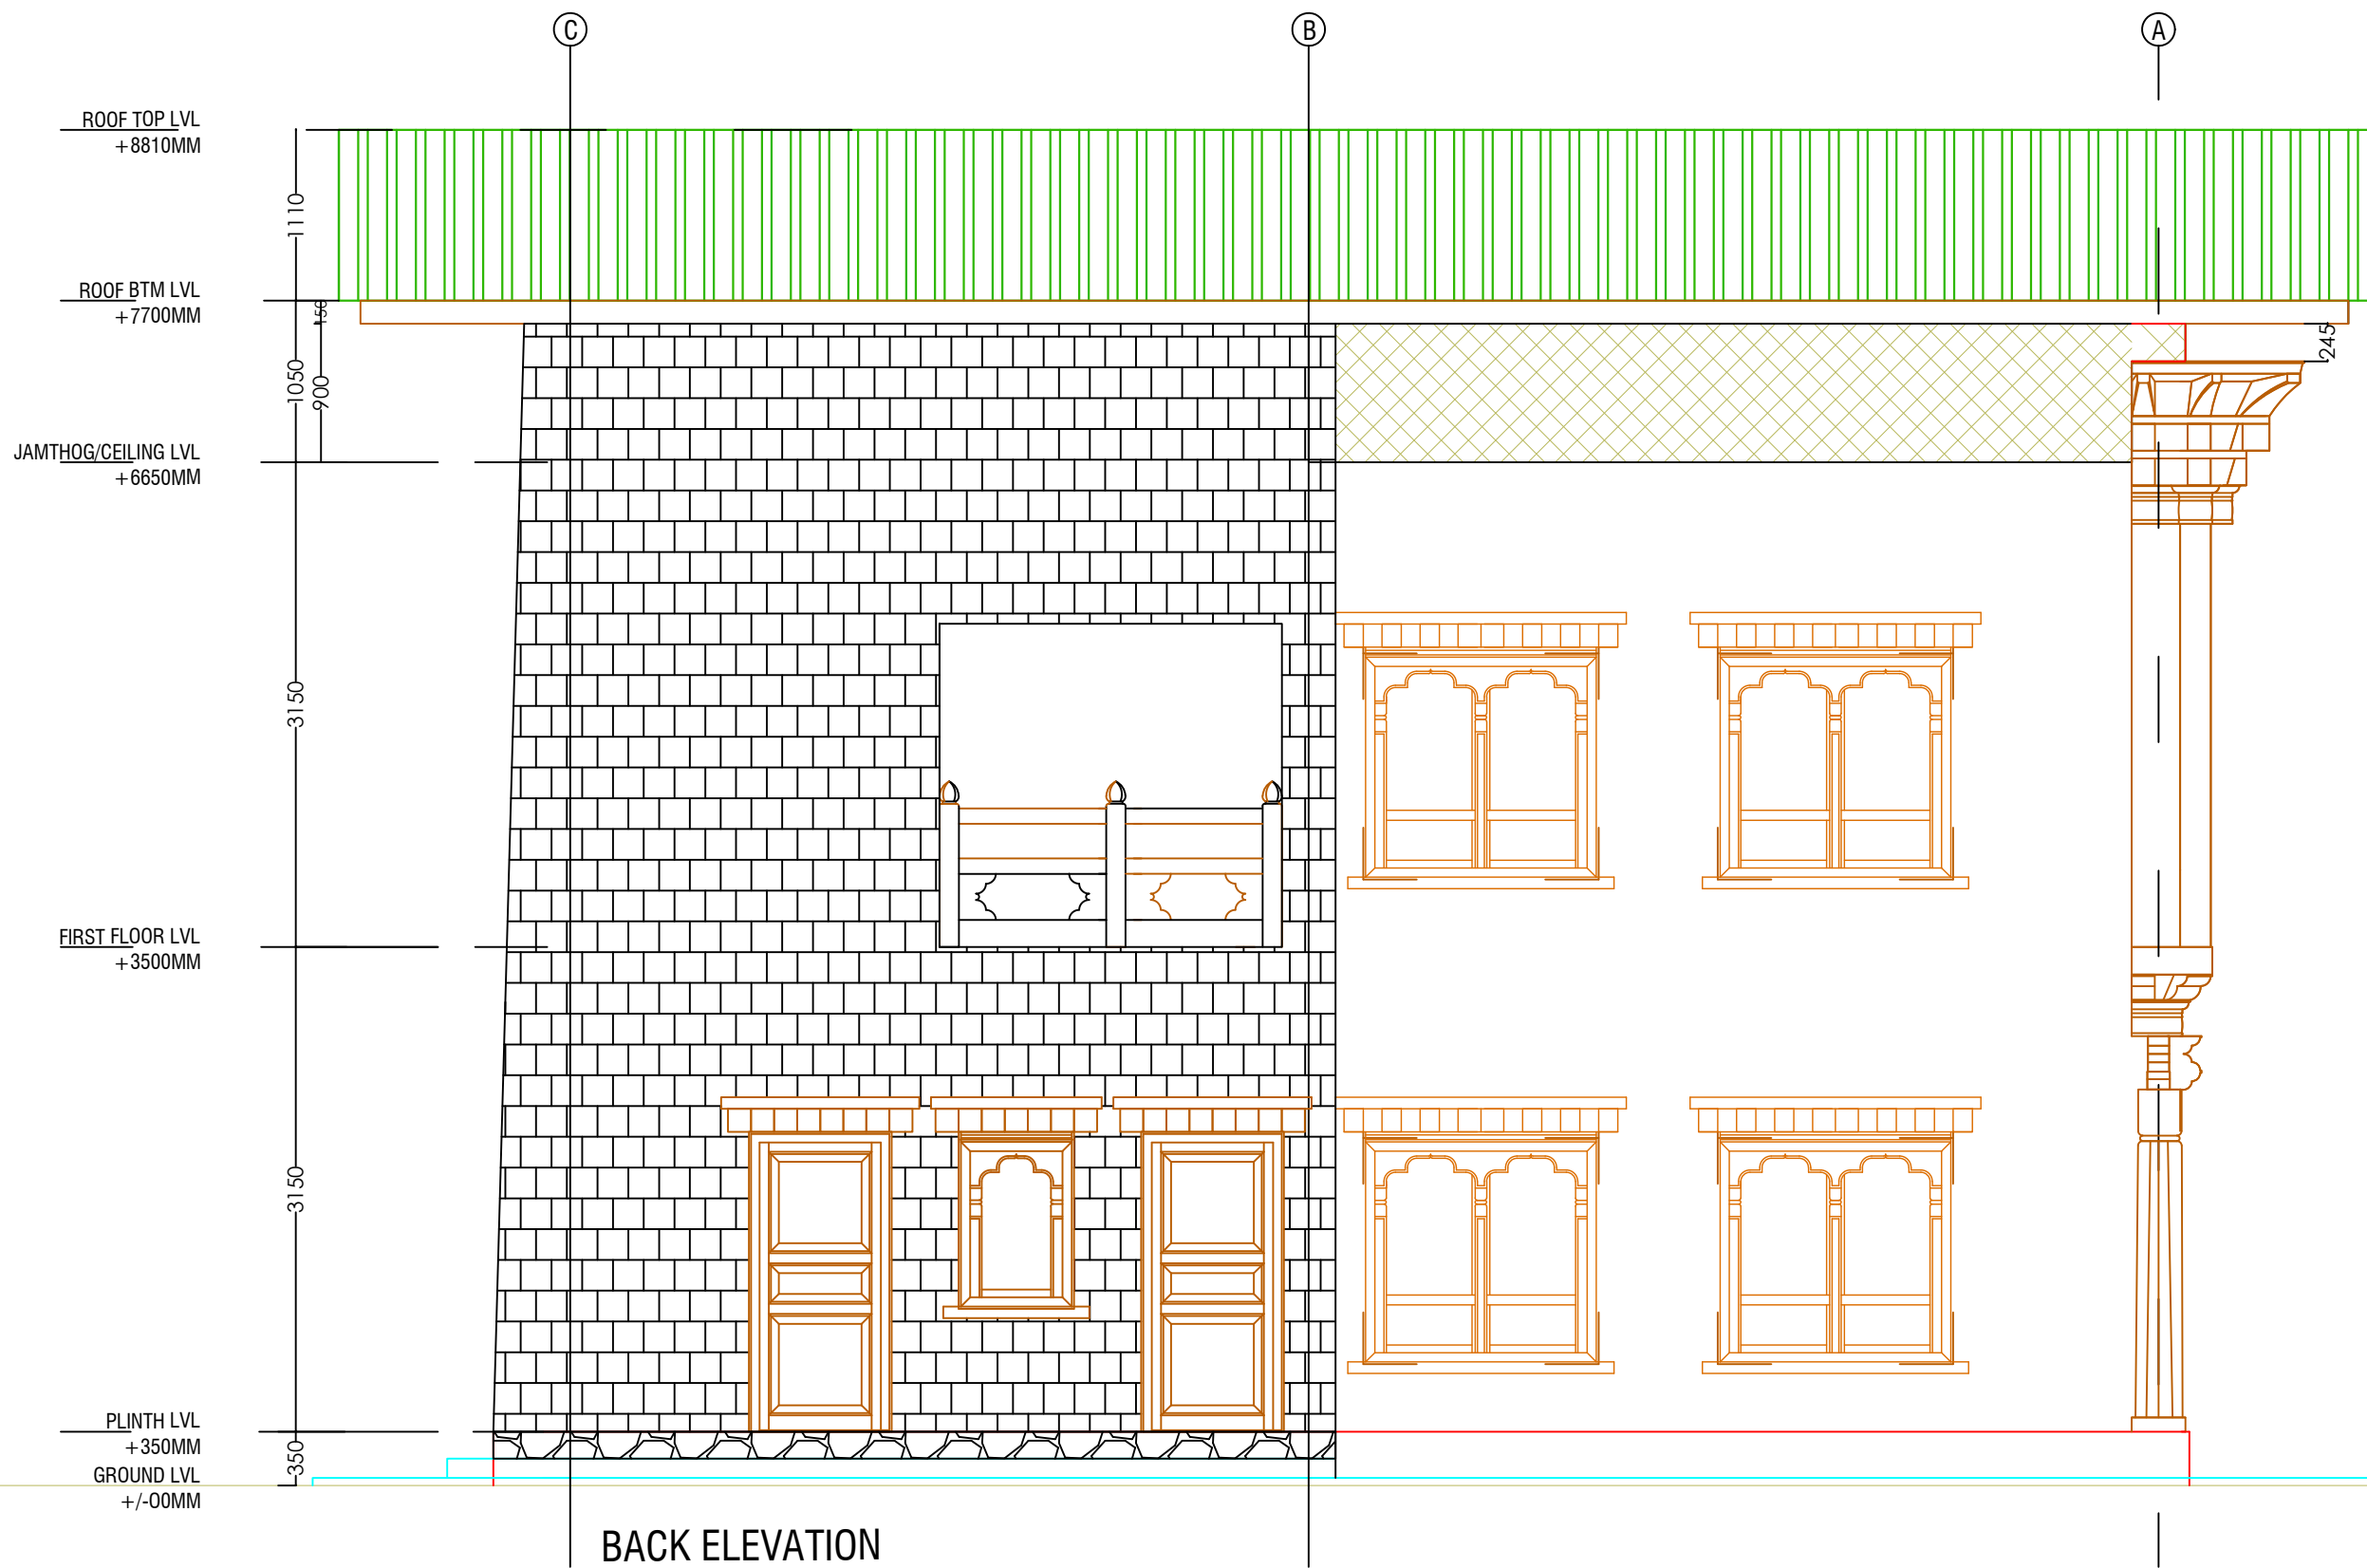 C
B
A
ROOF TOP LVL
+8810MM
1110
ROOF BTM LVL
+7700MM
150
245
1050
900
JAMTHOG/CEILING LVL
+6650MM
3150
FIRST FLOOR LVL
+3500MM
3150
PLINTH LVL
+350MM
350
GROUND LVL
+/-00MM
BACK ELEVATION